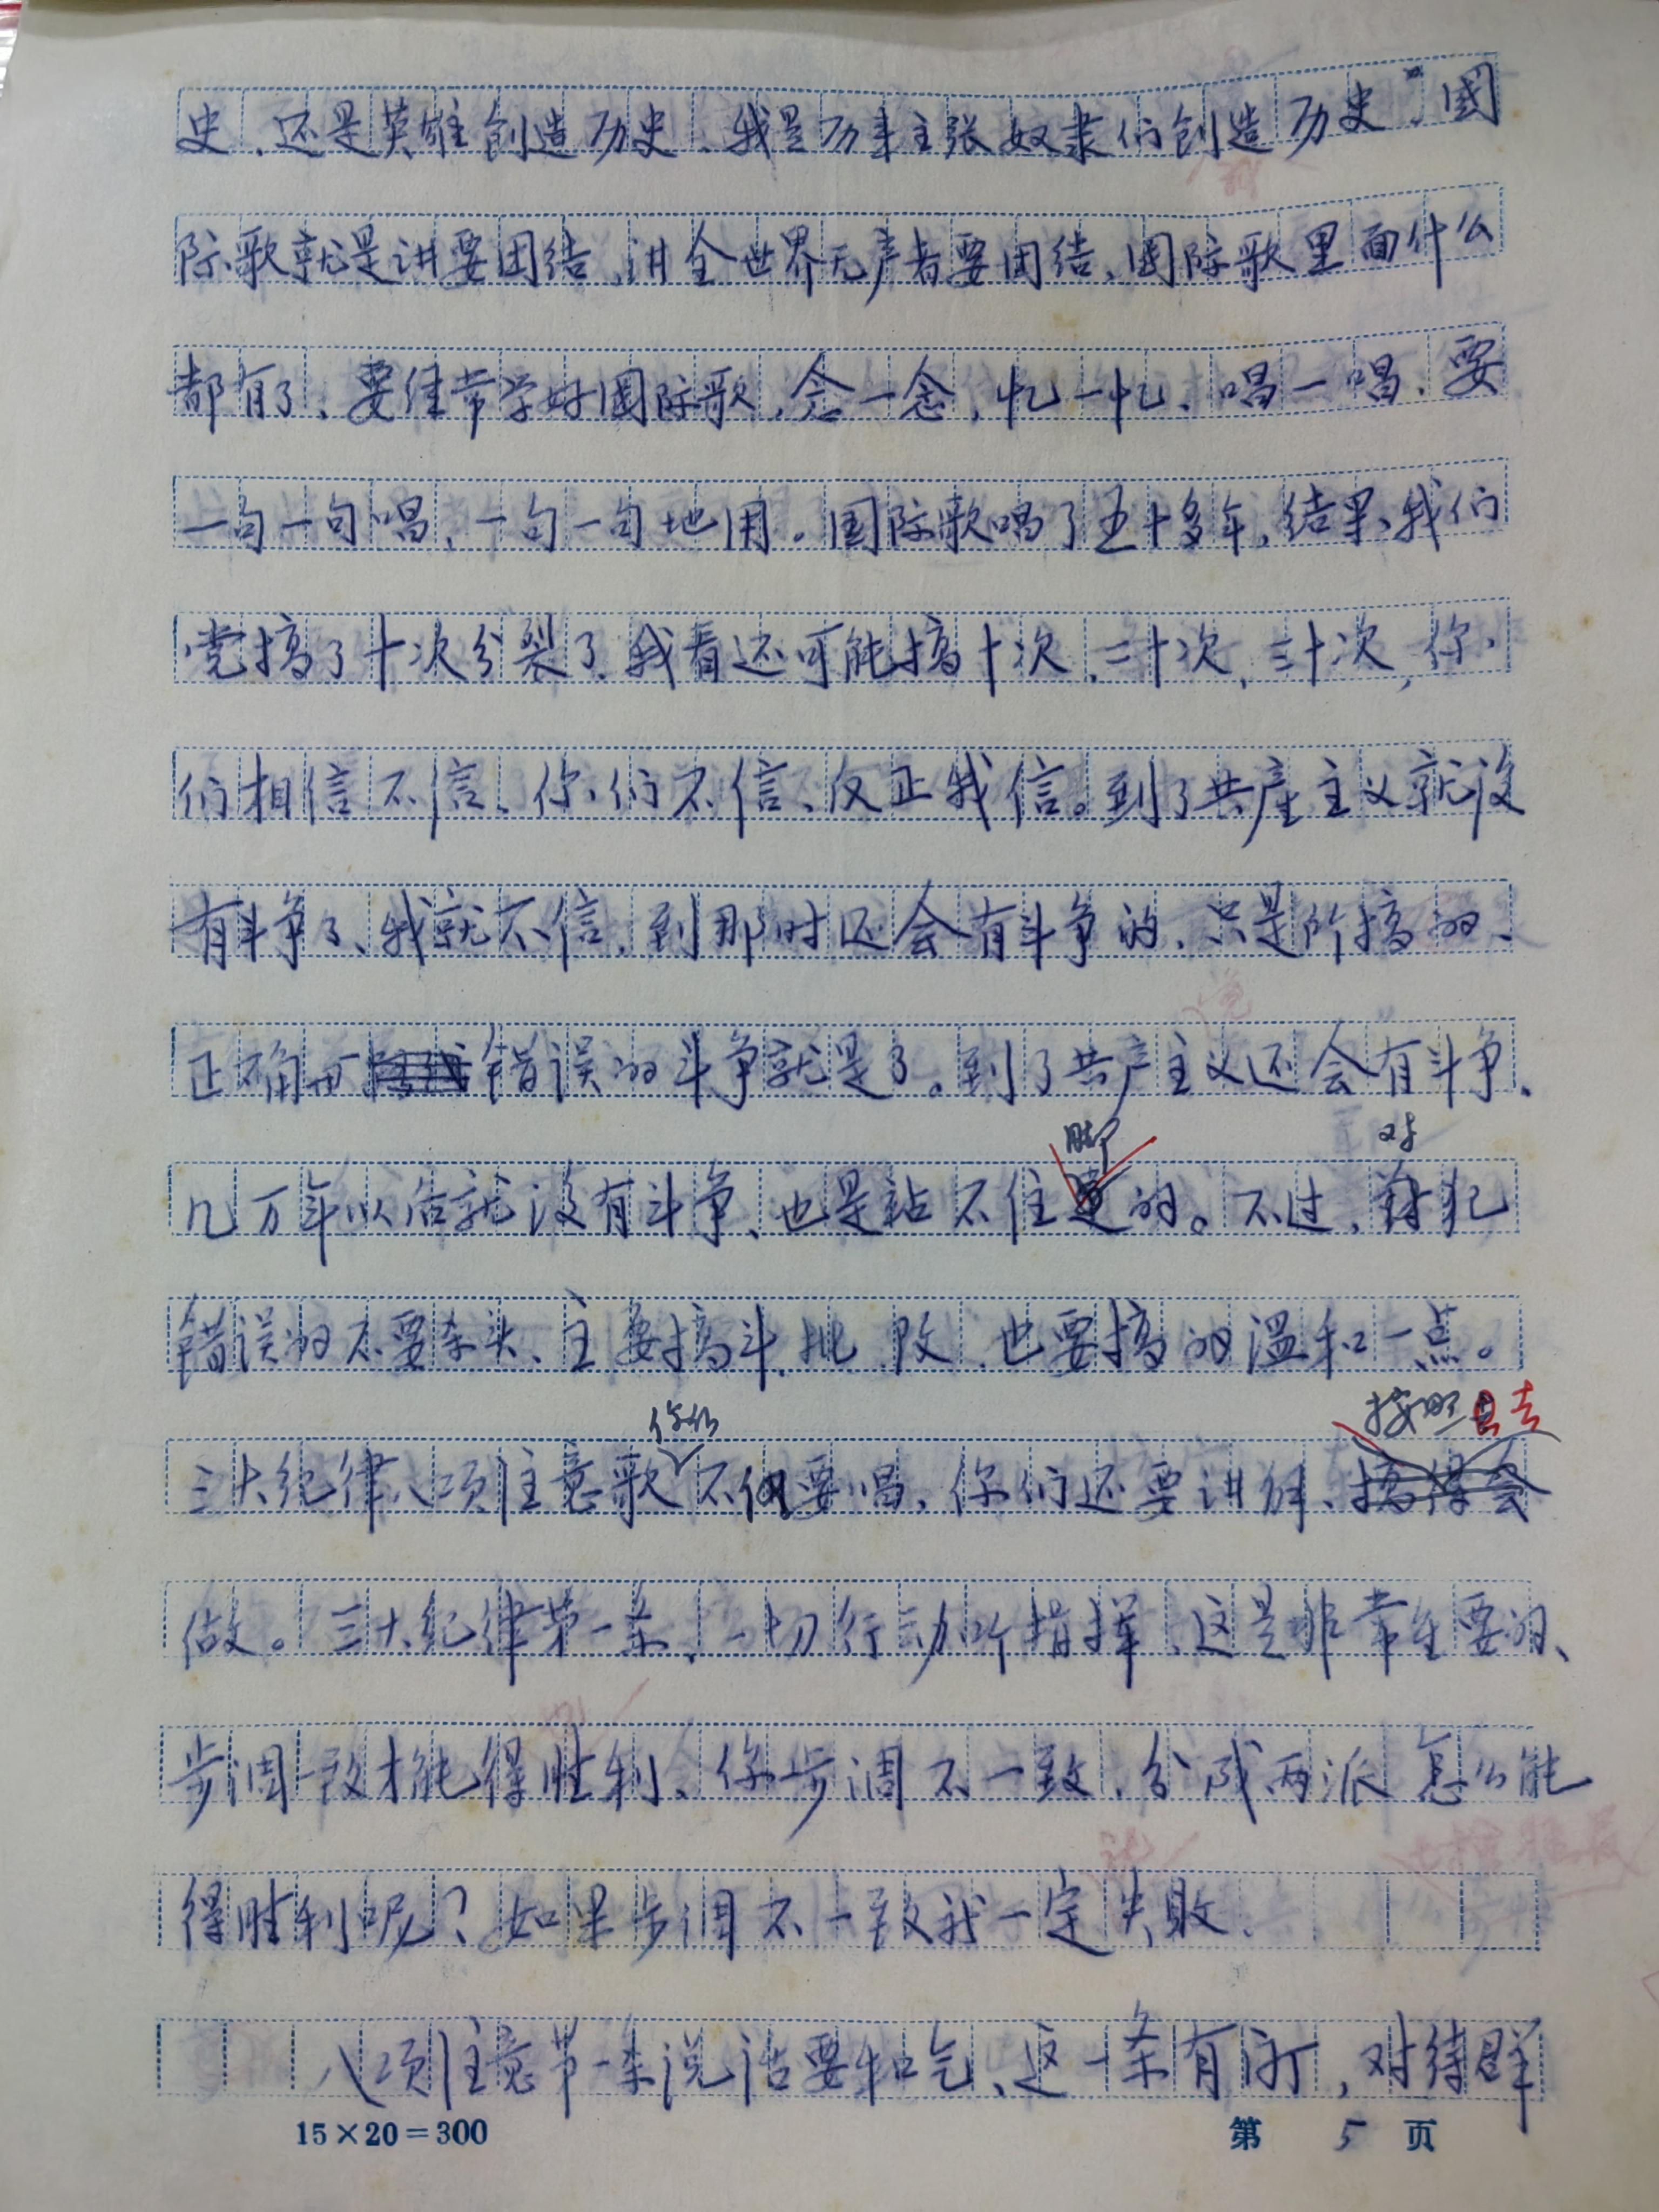 史、还是英雄创造历史、我是历来主张奴隶们创造历史”。国
际歌就是讲要团结、讲全世界无产者要团结、国际歌里面什么
都有了、要经常学好国际歌、念一念、忆一忆、唱一唱、要
一句一句唱、一句一句地用。国际歌唱了五十多年、结果、我们
党搞了十次分裂了、我看还可能搞十次、二十次、三十次，你
们相信不信、你们不信、反正我信。到了共产主义就没
有斗争了、我就不信、到那时还会有斗争的、只是所搞的、
正确与错误的斗争就是了。到了共产主义还会有斗争、
脚 对
几万年以后就没有斗争、也是站不住的。不过，犯
错误的不要杀头、主要搞斗、批、改、也要搞的温和一点。
你们 按照去
三大纪律八项注意歌不但要唱、你们还要讲解、搞得会
做。三大纪律第一条、一切行动听指挥、这是非常重要的、
步调一致才能得胜利、你步调不一致、分成两派怎么能
得胜利呢？如果步调不一致我一定失败、
八项注意第一条说话要和气、这一条有门，对待群
15×20=300 第 5 页